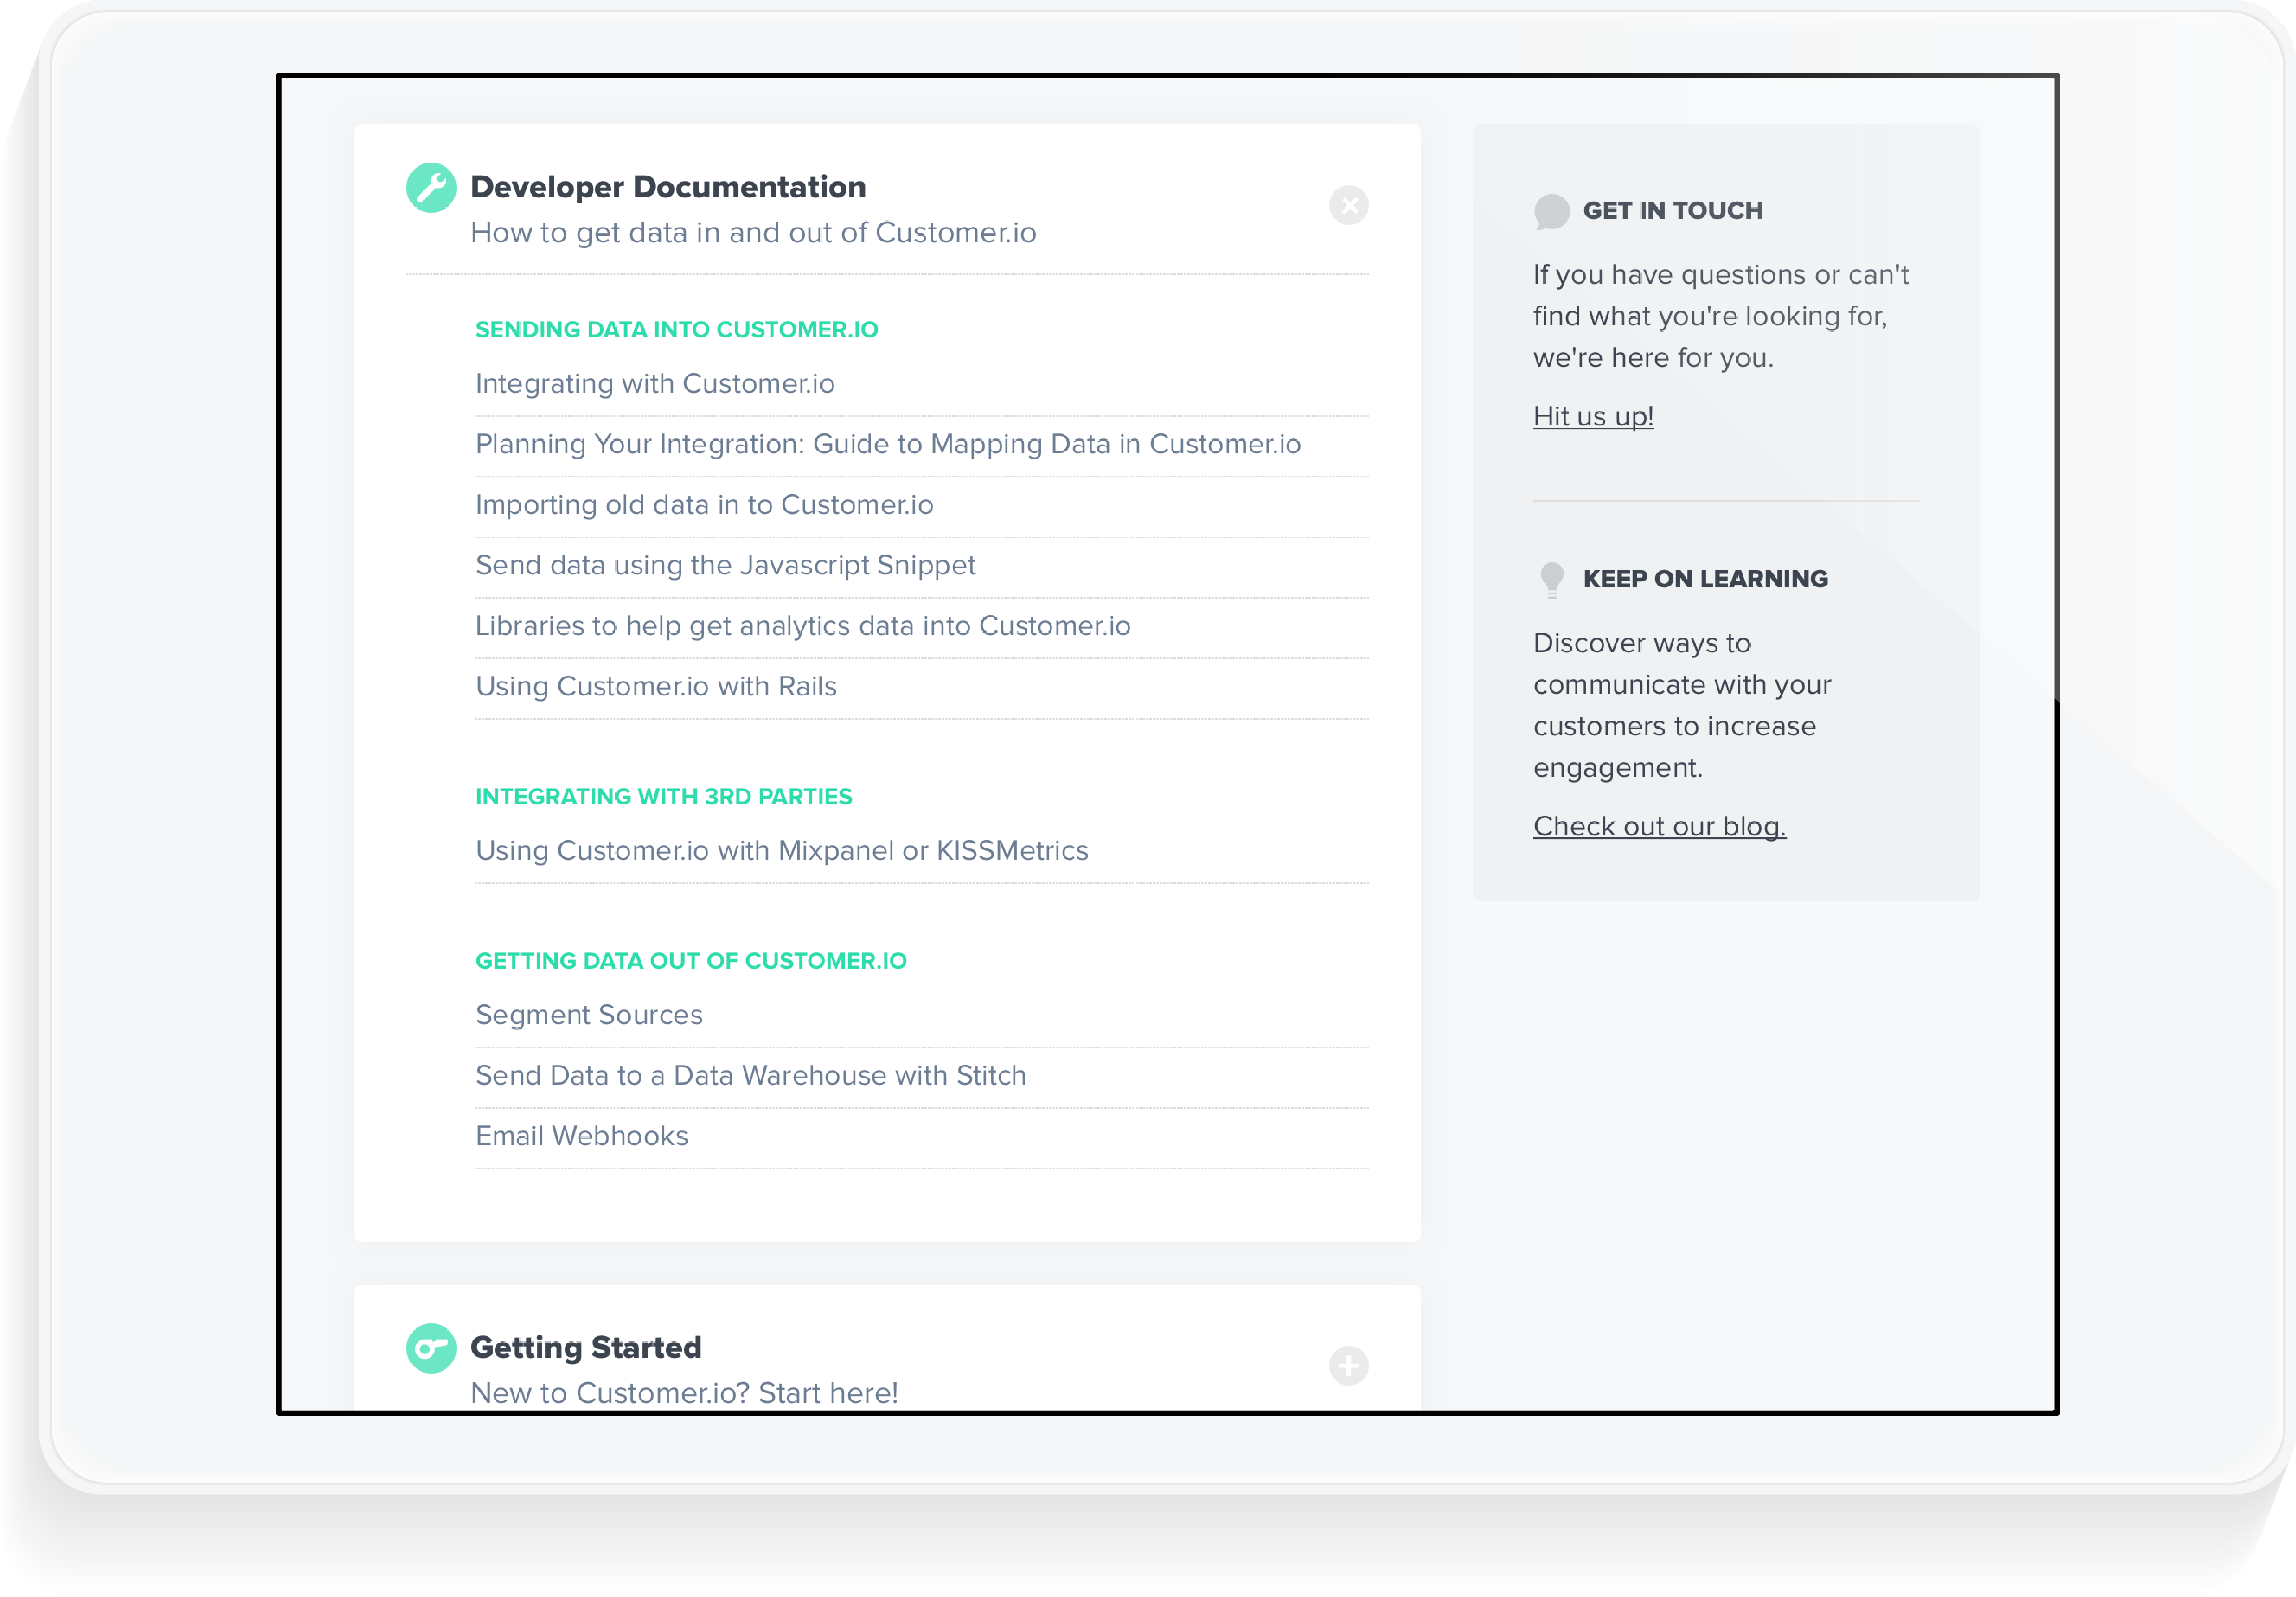 Developer Documentation
How to get data in and out of Customer.io
SENDING DATA INTO CUSTOMER.IO
Integrating with Customer.io
Planning Your Integration: Guide to Mapping Data in Customer.io
Importing old data in to Customer.io
Send data using the Javascript Snippet
Libraries to help get analytics data into Customer.io
Using Customer.io with Rails
INTEGRATING WITH 3RD PARTIES
Using Customer.io with Mixpanel or KISSMetrics
GETTING DATA OUT OF CUSTOMER.IO
Segment Sources
Send Data to a Data Warehouse with Stitch
Email Webhooks
Getting Started
New to Customer.io? Start here!
GET IN TOUCH
If you have questions or can't
find what you're looking for,
we're here for you.
Hit us up!
KEEP ON LEARNING
Discover ways to
communicate with your
customers to increase
engagement.
Check out our blog.